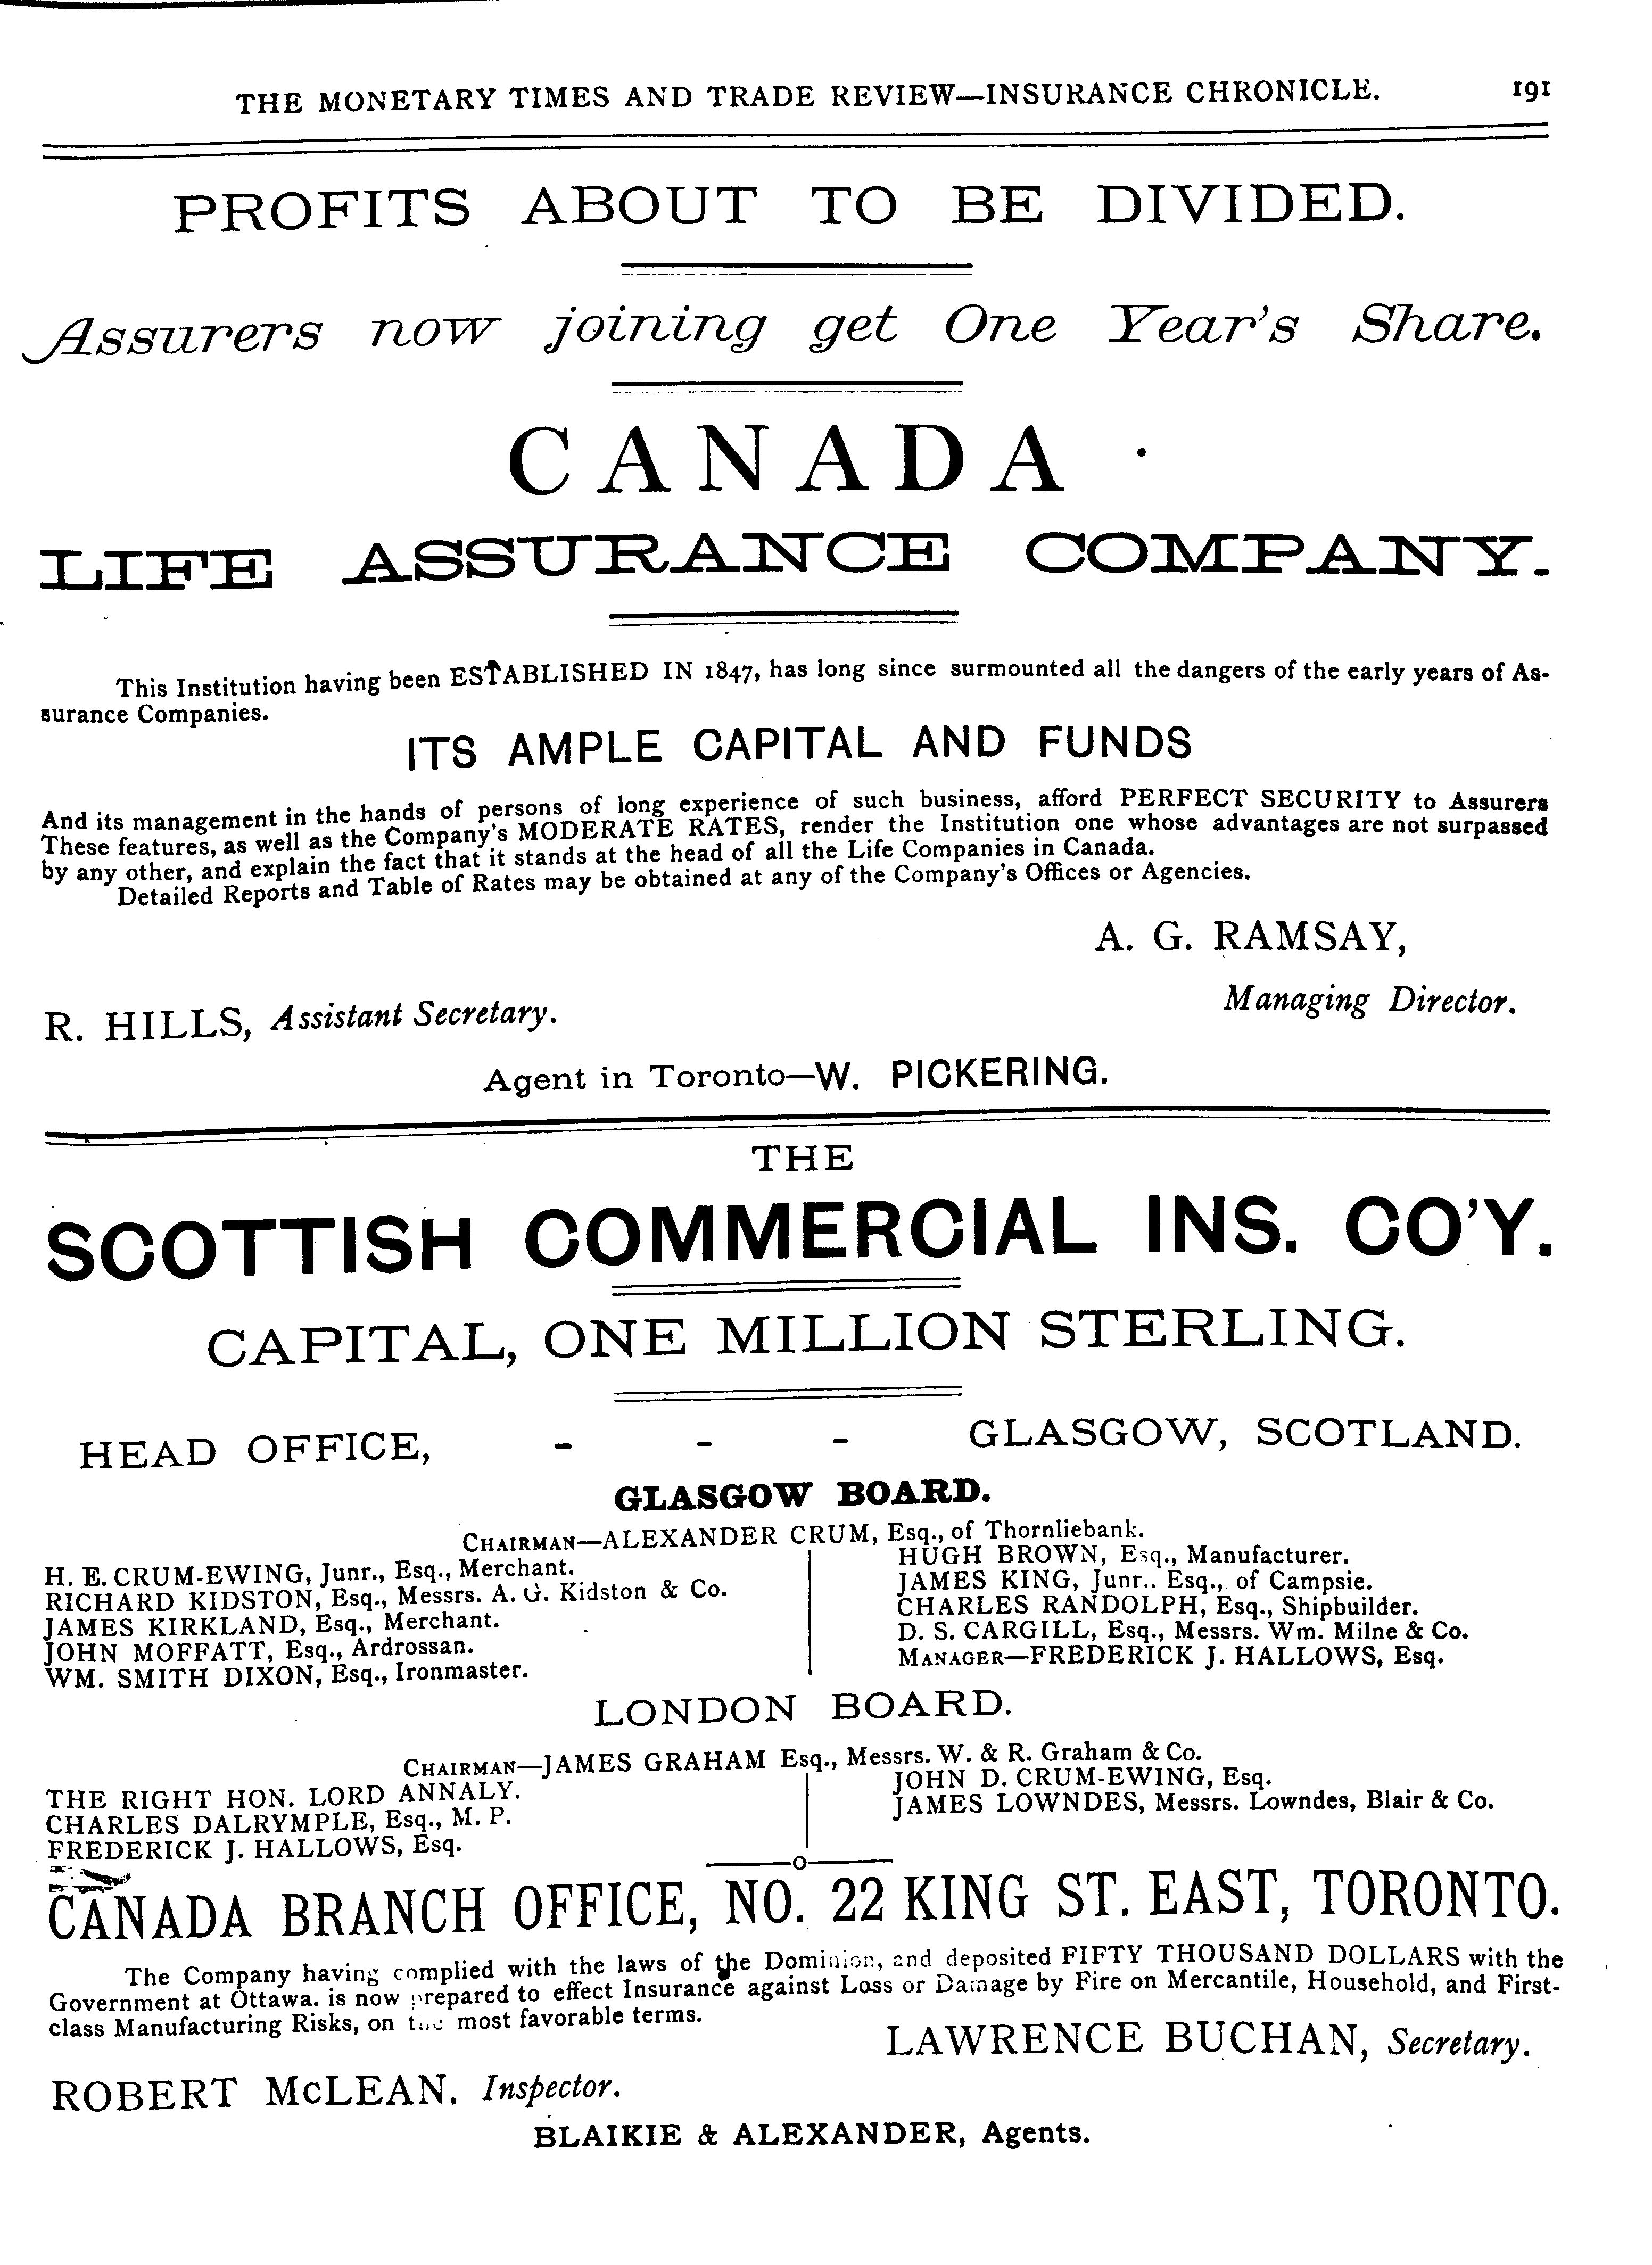 THE MONETARY TIMES AND TRADE REVIEW—INSURANCE CHRONICLE. 191
PROFITS ABOUT TO BE DIVIDED.
Assurers now joining get One Year's Share.
CANADA
LIFE ASSURANCE COMPANY.
This Institution having been ESTABLISHED IN 1847, has long since surmounted all the dangers of the early years of As-
surance Companies.
ITS AMPLE CAPITAL AND FUNDS
And its management in the hands of persons of long experience of such business, afford PERFECT SECURITY to Assurers
These features, as well as the Company's MODERATE RATES, render the Institution one whose advantages are not surpassed
by any other, and explain the fact that it stands at the head of all the Life Companies in Canada.
Detailed Reports and Table of Rates may be obtained at any of the Company's Offices or Agencies.
A. G. RAMSAY,
Managing Director.
R. HILLS, Assistant Secretary.
Agent in Toronto—W. PICKERING.
THE
SCOTTISH COMMERCIAL INS. CO'Y.
CAPITAL, ONE MILLION STERLING.
HEAD OFFICE, - - - GLASGOW, SCOTLAND.
GLASGOW BOARD.
CHAIRMAN—ALEXANDER CRUM, Esq., of Thornliebank.
H. E. CRUM-EWING, Junr., Esq., Merchant.
RICHARD KIDSTON, Esq., Messrs. A. G. Kidston & Co.
JAMES KIRKLAND, Esq., Merchant.
JOHN MOFFATT, Esq., Ardrossan.
WM. SMITH DIXON, Esq., Ironmaster.
HUGH BROWN, Esq., Manufacturer.
JAMES KING, Junr., Esq., of Campsie.
CHARLES RANDOLPH, Esq., Shipbuilder.
D. S. CARGILL, Esq., Messrs. Wm. Milne & Co.
MANAGER—FREDERICK J. HALLOWS, Esq.
LONDON BOARD.
CHAIRMAN—JAMES GRAHAM Esq., Messrs. W. & R. Graham & Co.
THE RIGHT HON. LORD ANNALY.
CHARLES DALRYMPLE, Esq., M. P.
FREDERICK J. HALLOWS, Esq.
JOHN D. CRUM-EWING, Esq.
JAMES LOWNDES, Messrs. Lowndes, Blair & Co.
CANADA BRANCH OFFICE, NO. 22 KING ST. EAST, TORONTO.
The Company having complied with the laws of the Dominion, and deposited FIFTY THOUSAND DOLLARS with the
Government at Ottawa. is now prepared to effect Insurance against Loss or Damage by Fire on Mercantile, Household, and First-
class Manufacturing Risks, on the most favorable terms.
LAWRENCE BUCHAN, Secretary.
ROBERT McLEAN. Inspector.
BLAIKIE & ALEXANDER, Agents.